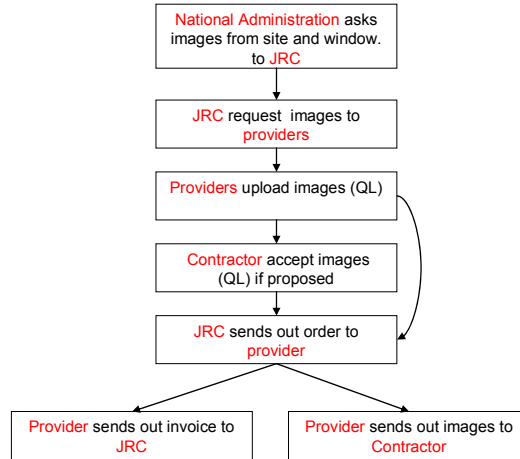 National Administration asks
images from site and window.
to JRC
JRC request images to
providers
Providers upload images (QL)
Contractor accept images
(QL) if proposed
JRC sends out order to
provider
Provider sends out invoice to
JRC
Provider sends out images to
Contractor